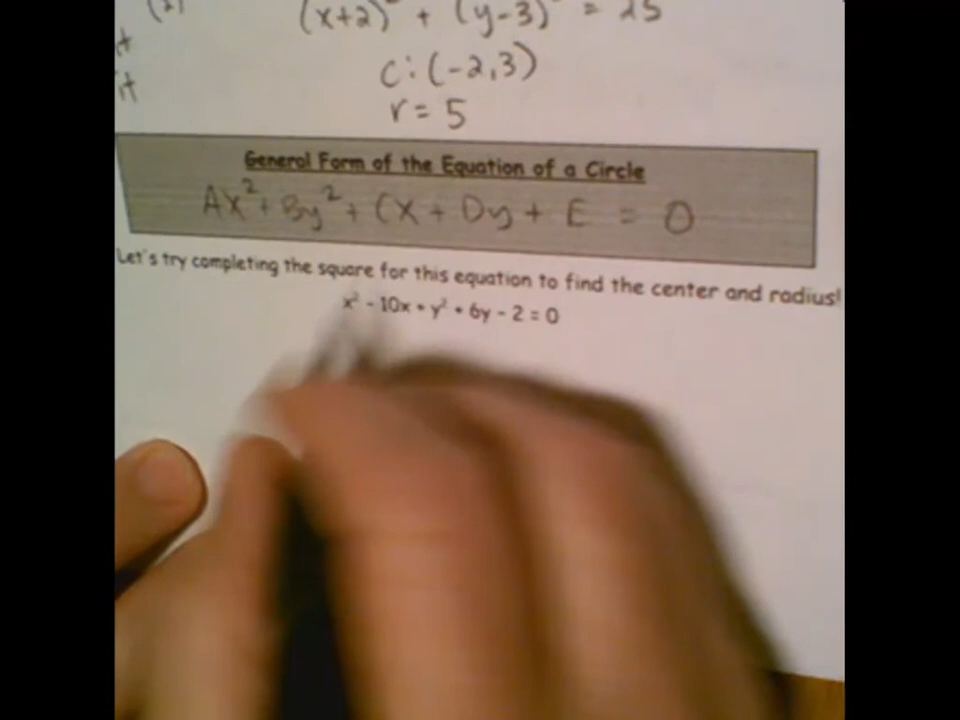 (x+2)² + (y-3)² = 25
it
c: (-2,3)
r = 5
General Form of the Equation of a Circle
Ax² + By² + Cx + Dy + E = 0
Let's try completing the square for this equation to find the center and radius!
x² - 10x + y² + 6y - 2 = 0